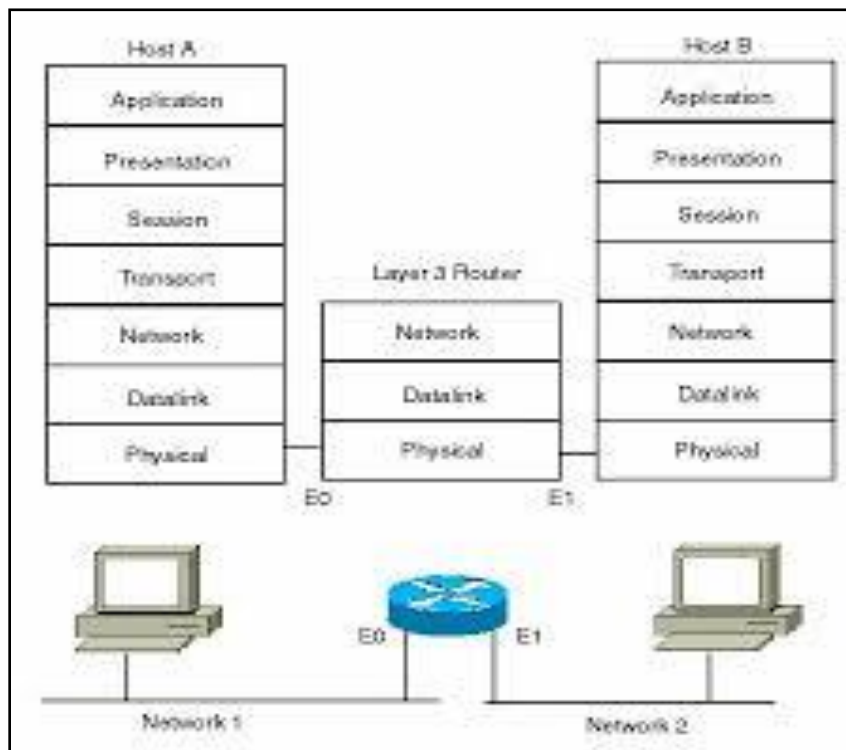 Host A
Application
Presentation
Session
Transport
Network
Datalink
Physical
Layer 3 Router
Network
Datalink
Physical
E0
E1
Host B
Application
Presentation
Session
Transport
Network
Datalink
Physical
E0
E1
Network 1
Network 2